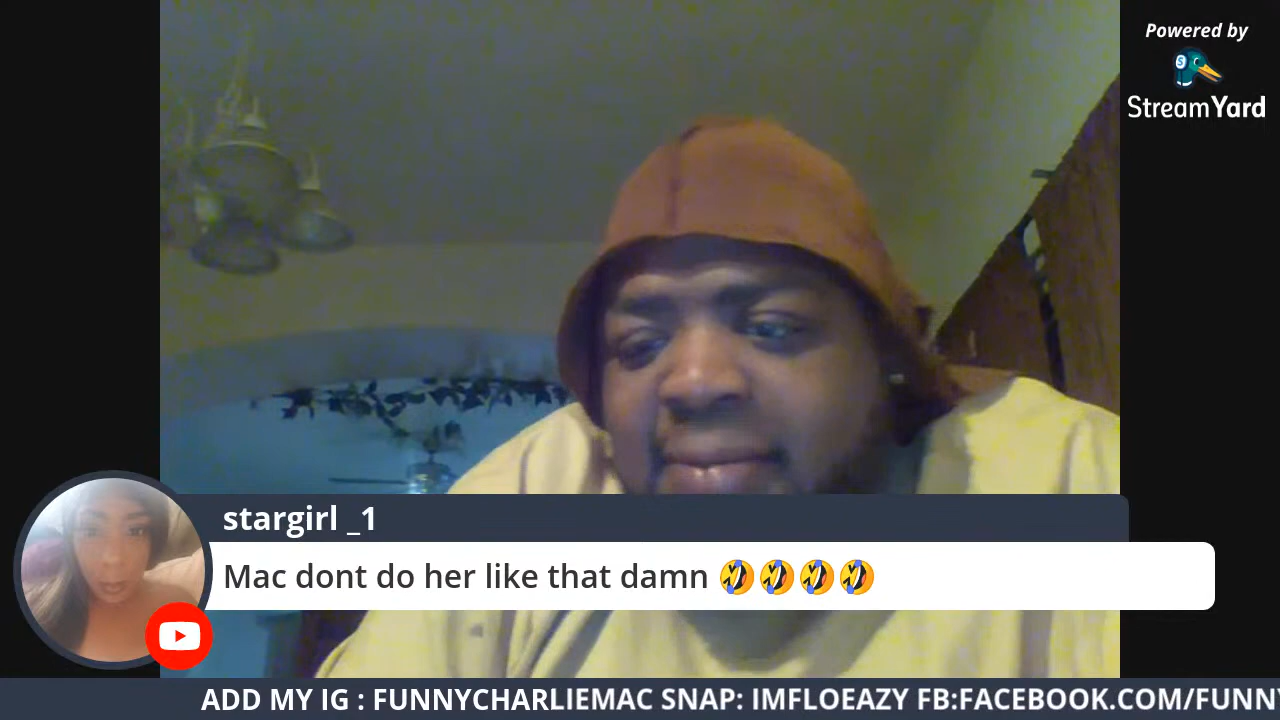 Powered by
StreamYard
stargirl _1
Mac dont do her like that damn 🤣🤣🤣🤣
ADD MY IG : FUNNYCHARLIEMAC SNAP: IMFLOEAZY FB:FACEBOOK.COM/FUNNY